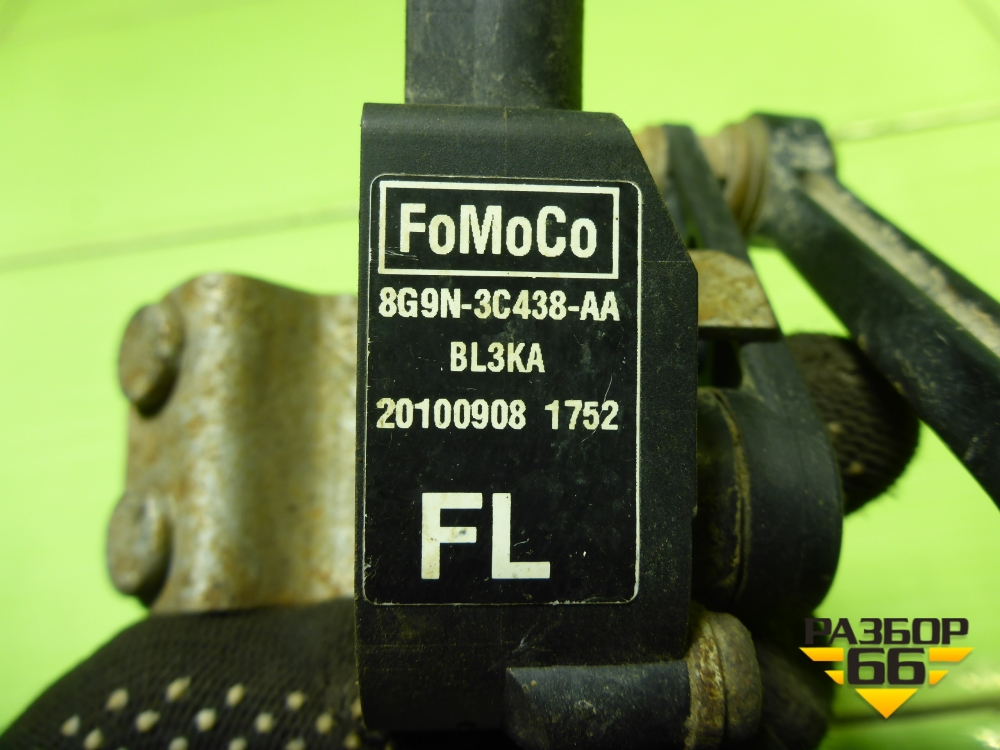 FoMoCo
8G9N-3C438-AA
BL3KA
20100908 1752
FL
РАЗБОР
66